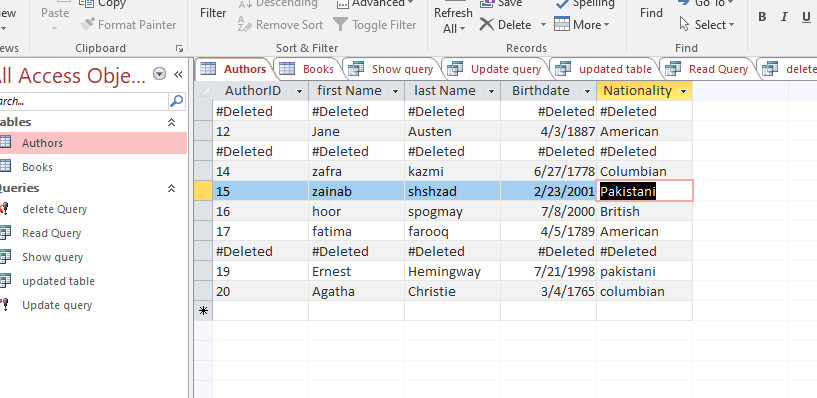 iew Paste Copy Format Painter Filter Descending Advanced Remove Sort Toggle Filter Refresh All Save Delete Spelling More Find Go To Select B I U
ews Clipboard Sort & Filter Records Find
All Access Obje...
arch...
ables
Authors
Books
Queries
delete Query
Read Query
Show query
updated table
Update query
Authors Books Show query Update query updated table Read Query delete
AuthorID first Name last Name Birthdate Nationality
#Deleted #Deleted #Deleted #Deleted #Deleted
12 Jane Austen 4/3/1887 American
#Deleted #Deleted #Deleted #Deleted #Deleted
14 zafra kazmi 6/27/1778 Columbian
15 zainab shshzad 2/23/2001 Pakistani
16 hoor spogmay 7/8/2000 British
17 fatima farooq 4/5/1789 American
#Deleted #Deleted #Deleted #Deleted #Deleted
19 Ernest Hemingway 7/21/1998 pakistani
20 Agatha Christie 3/4/1765 columbian